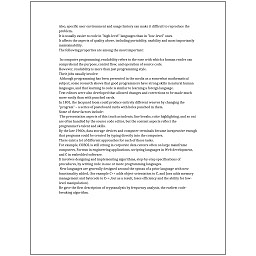 Also, specific user environment and usage history can make it difficult to reproduce the
problem.
It is usually easier to code in "high-level" languages than in "low-level" ones.
It affects the aspects of quality above, including portability, usability and most importantly
maintainability.
The following properties are among the most important:

In computer programming, readability refers to the ease with which a human reader can
comprehend the purpose, control flow, and operation of source code.
However, readability is more than just programming style.
Their jobs usually involve:
Although programming has been presented in the media as a somewhat mathematical
subject, some research shows that good programmers have strong skills in natural human
languages, and that learning to code is similar to learning a foreign language.
Text editors were also developed that allowed changes and corrections to be made much
more easily than with punched cards.
In 1801, the Jacquard loom could produce entirely different weaves by changing the
"program" – a series of pasteboard cards with holes punched in them.
Some of these factors include:
The presentation aspects of this (such as indents, line breaks, color highlighting, and so on)
are often handled by the source code editor, but the content aspects reflect the
programmer's talent and skills.
By the late 1960s, data storage devices and computer terminals became inexpensive enough
that programs could be created by typing directly into the computers.
There exist a lot of different approaches for each of those tasks.
For example, COBOL is still strong in corporate data centers often on large mainframe
computers, Fortran in engineering applications, scripting languages in Web development,
and C in embedded software.
It involves designing and implementing algorithms, step-by-step specifications of
procedures, by writing code in one or more programming languages.
New languages are generally designed around the syntax of a prior language with new
functionality added, (for example C++ adds object-orientation to C, and Java adds memory
management and bytecode to C++, but as a result, loses efficiency and the ability for low-
level manipulation).
He gave the first description of cryptanalysis by frequency analysis, the earliest code-
breaking algorithm.